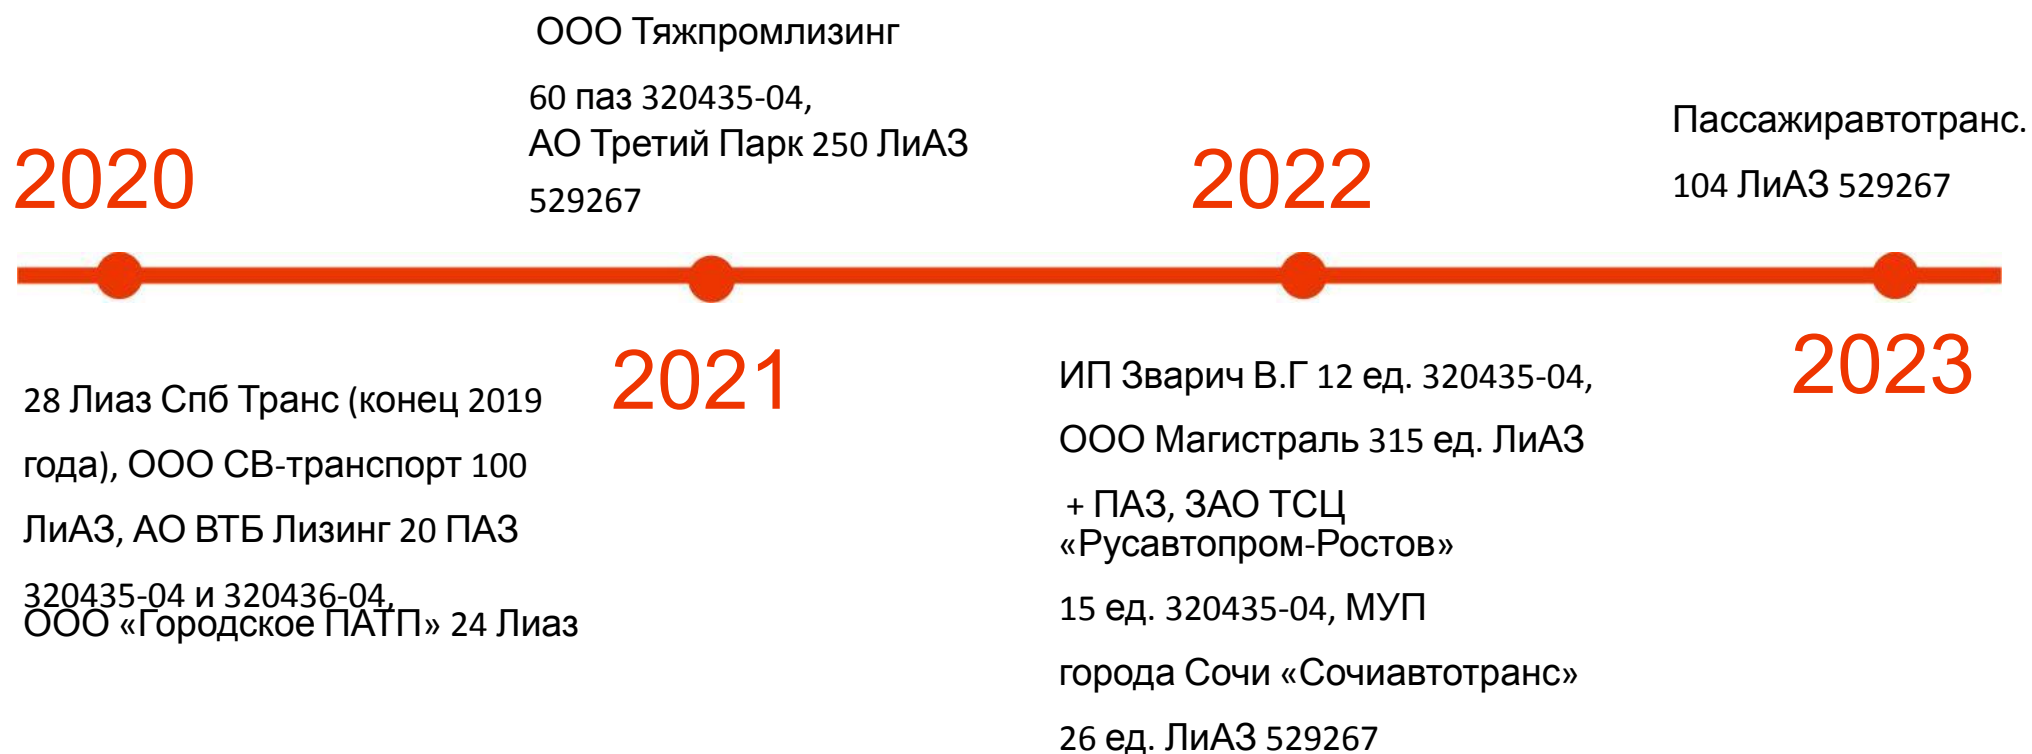 2020
28 Лиаз Спб Транс (конец 2019
года), ООО СВ-транспорт 100
ЛиАЗ, АО ВТБ Лизинг 20 ПАЗ
320435-04 и 320436-04,
ООО «Городское ПАТП» 24 Лиаз
ООО Тяжпромлизинг
60 паз 320435-04,
АО Третий Парк 250 ЛиАЗ
529267
2021
2022
ИП Зварич В.Г 12 ед. 320435-04,
ООО Магистраль 315 ед. ЛиАЗ
+ ПАЗ, ЗАО ТСЦ
«Русавтопром-Ростов»
15 ед. 320435-04, МУП
города Сочи «Сочиавтотранс»
26 ед. ЛиАЗ 529267
Пассажиравтотранс.
104 ЛиАЗ 529267
2023